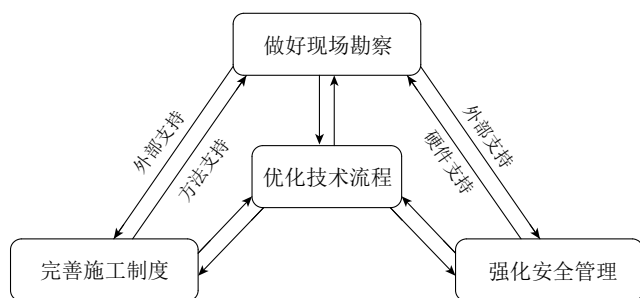 做好现场勘察
外部支持
方法支持
硬件支持
外部支持
优化技术流程
完善施工制度
强化安全管理